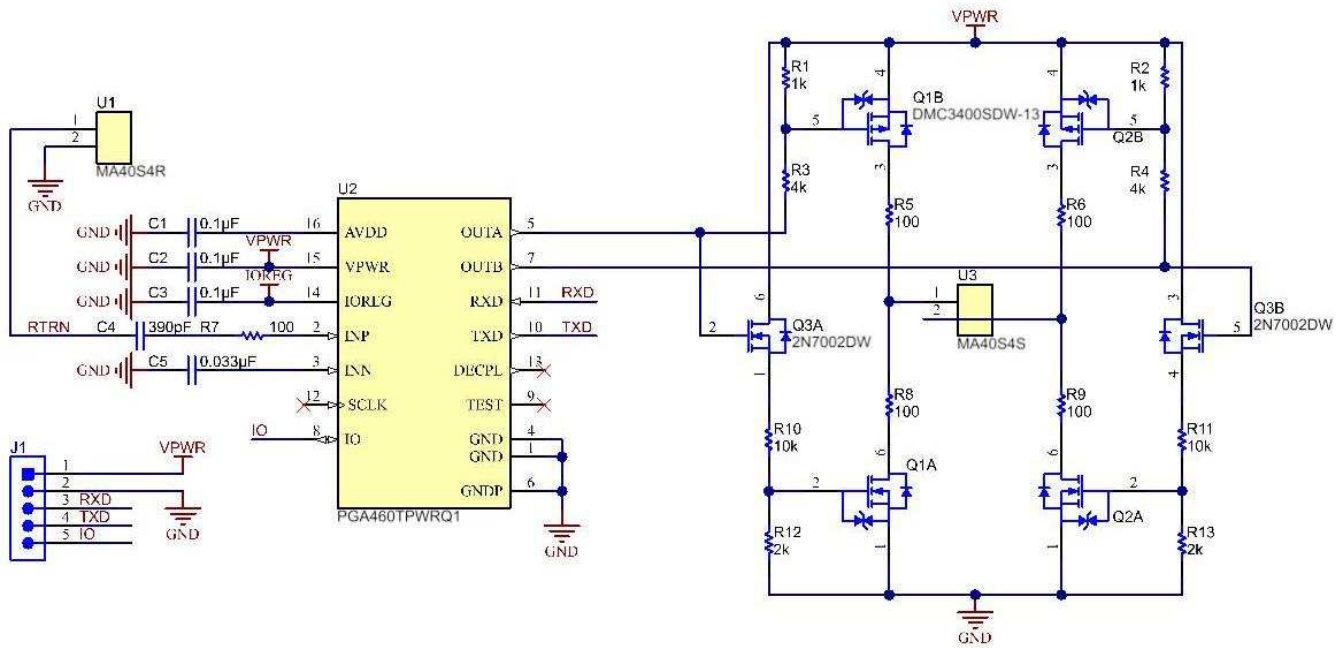 VPWR
R1
1k
4
Q1B
DMC3400SDW-13
5
3
R3
4k
R5
100
4
R2
1k
5
Q2B
3
R4
4k
R6
100
U1
1
2
MA40S4R
GND
U2
GND C1 0.1µF 16 AVDD OUTA 5
VPWR
GND C2 0.1µF 15 VPWR OUTB 7
IOREG
GND C3 0.1µF 14 IOREG RXD 11 RXD
RTRN C4 390pF R7 100 2 INP TXD 10 TXD
GND C5 0.033µF 3 INN DECPL 13
12 SCLK TEST 9
IO 8 IO GND 4
GND 1
GNDP 6
PGA460TPWRQ1
GND
J1
VPWR
1
2
3 RXD
4 TXD
5 IO
GND
6
2
Q3A
2N7002DW
1
U3
1
2
MA40S4S
3
Q3B
2N7002DW
5
4
R8
100
R9
100
R10
10k
R11
10k
6
Q1A
2
1
6
2
Q2A
1
R12
2k
R13
2k
GND